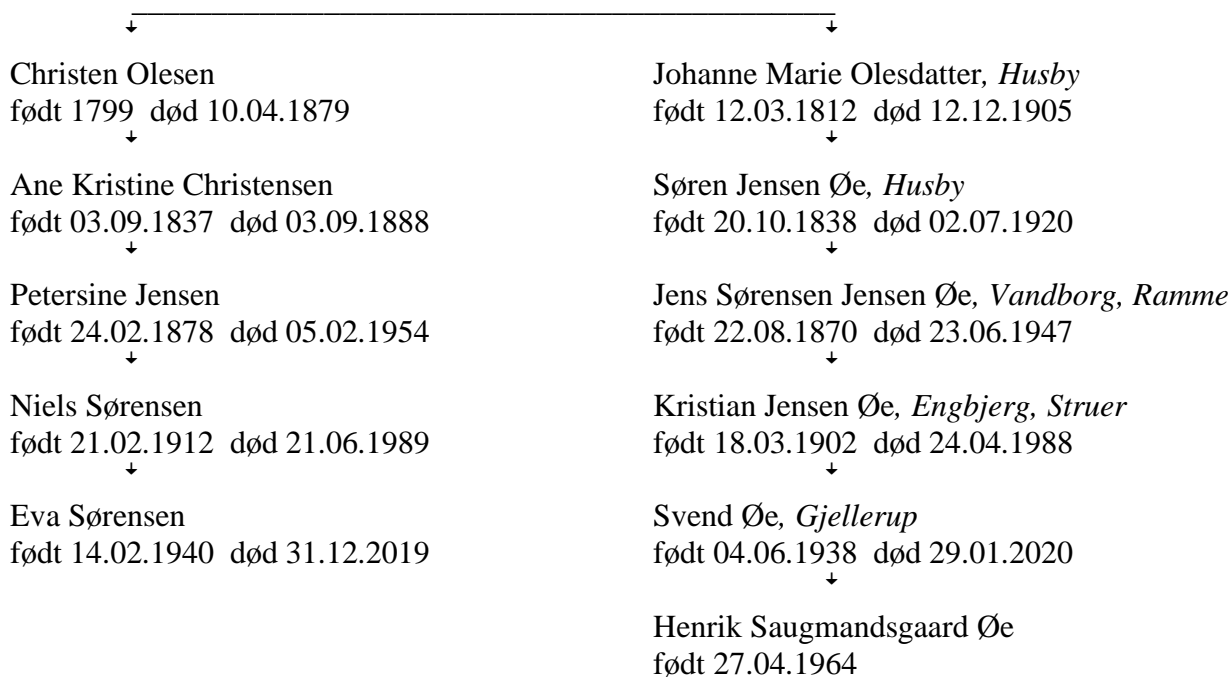 Christen Olesen
født 1799  død 10.04.1879
Ane Kristine Christensen
født 03.09.1837  død 03.09.1888
Petersine Jensen
født 24.02.1878  død 05.02.1954
Niels Sørensen
født 21.02.1912  død 21.06.1989
Eva Sørensen
født 14.02.1940  død 31.12.2019
Johanne Marie Olesdatter, Husby
født 12.03.1812  død 12.12.1905
Søren Jensen Øe, Husby
født 20.10.1838  død 02.07.1920
Jens Sørensen Jensen Øe, Vandborg, Ramme
født 22.08.1870  død 23.06.1947
Kristian Jensen Øe, Engbjerg, Struer
født 18.03.1902  død 24.04.1988
Svend Øe, Gjellerup
født 04.06.1938  død 29.01.2020
Henrik Saugmandsgaard Øe
født 27.04.1964